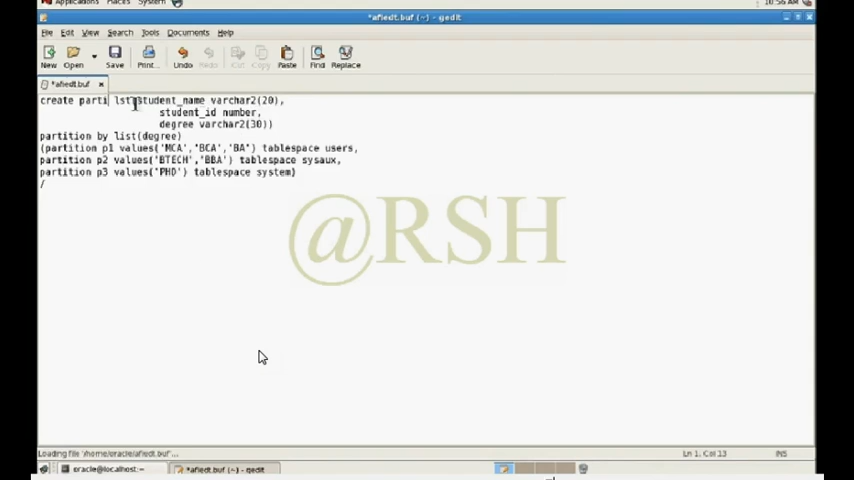 Applications Places System 10:56 AM
*afiedt.buf (~) - gedit
File Edit View Search Tools Documents Help
New Open Save Print... Undo Redo Cut Copy Paste Find Replace
*afiedt.buf
create parti lst(student_name varchar2(20),
student_id number,
degree varchar2(30))
partition by list(degree)
(partition p1 values('MCA','BCA','BA') tablespace users,
partition p2 values('BTECH','BBA') tablespace sysaux,
partition p3 values('PHD') tablespace system)
/
@RSH
Loading file '/home/oracle/afiedt.buf'... Ln 1, Col 13 INS
oracle@localhost:~ *afiedt.buf (~) - gedit